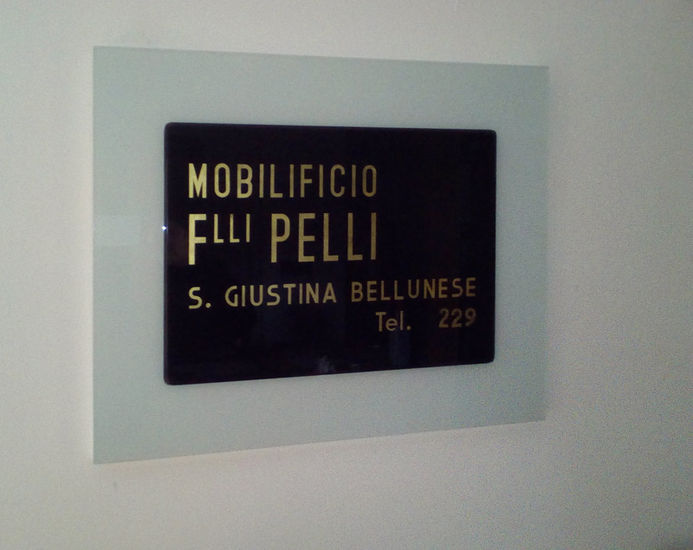 MOBILIFICIO
FLLI PELLI
S. GIUSTINA BELLUNESE
Tel. 229